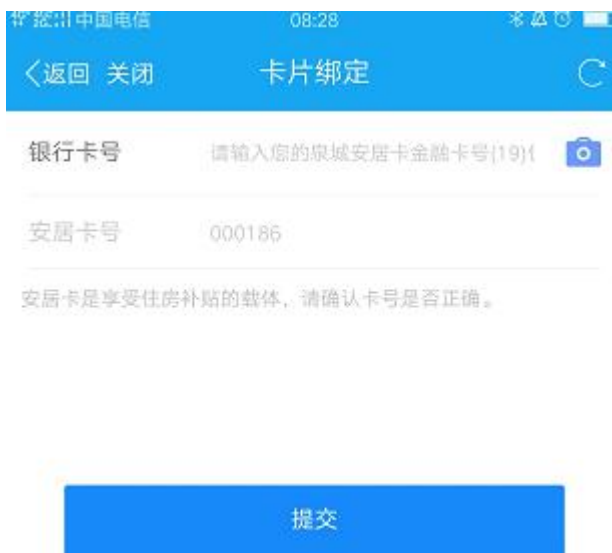 中国电信 08:28
返回 关闭 卡片绑定
银行卡号 请输入您的泉城安居卡金融卡号(19)
安居卡号 000186
安居卡是享受住房补贴的载体,请确认卡号是否正确。
提交